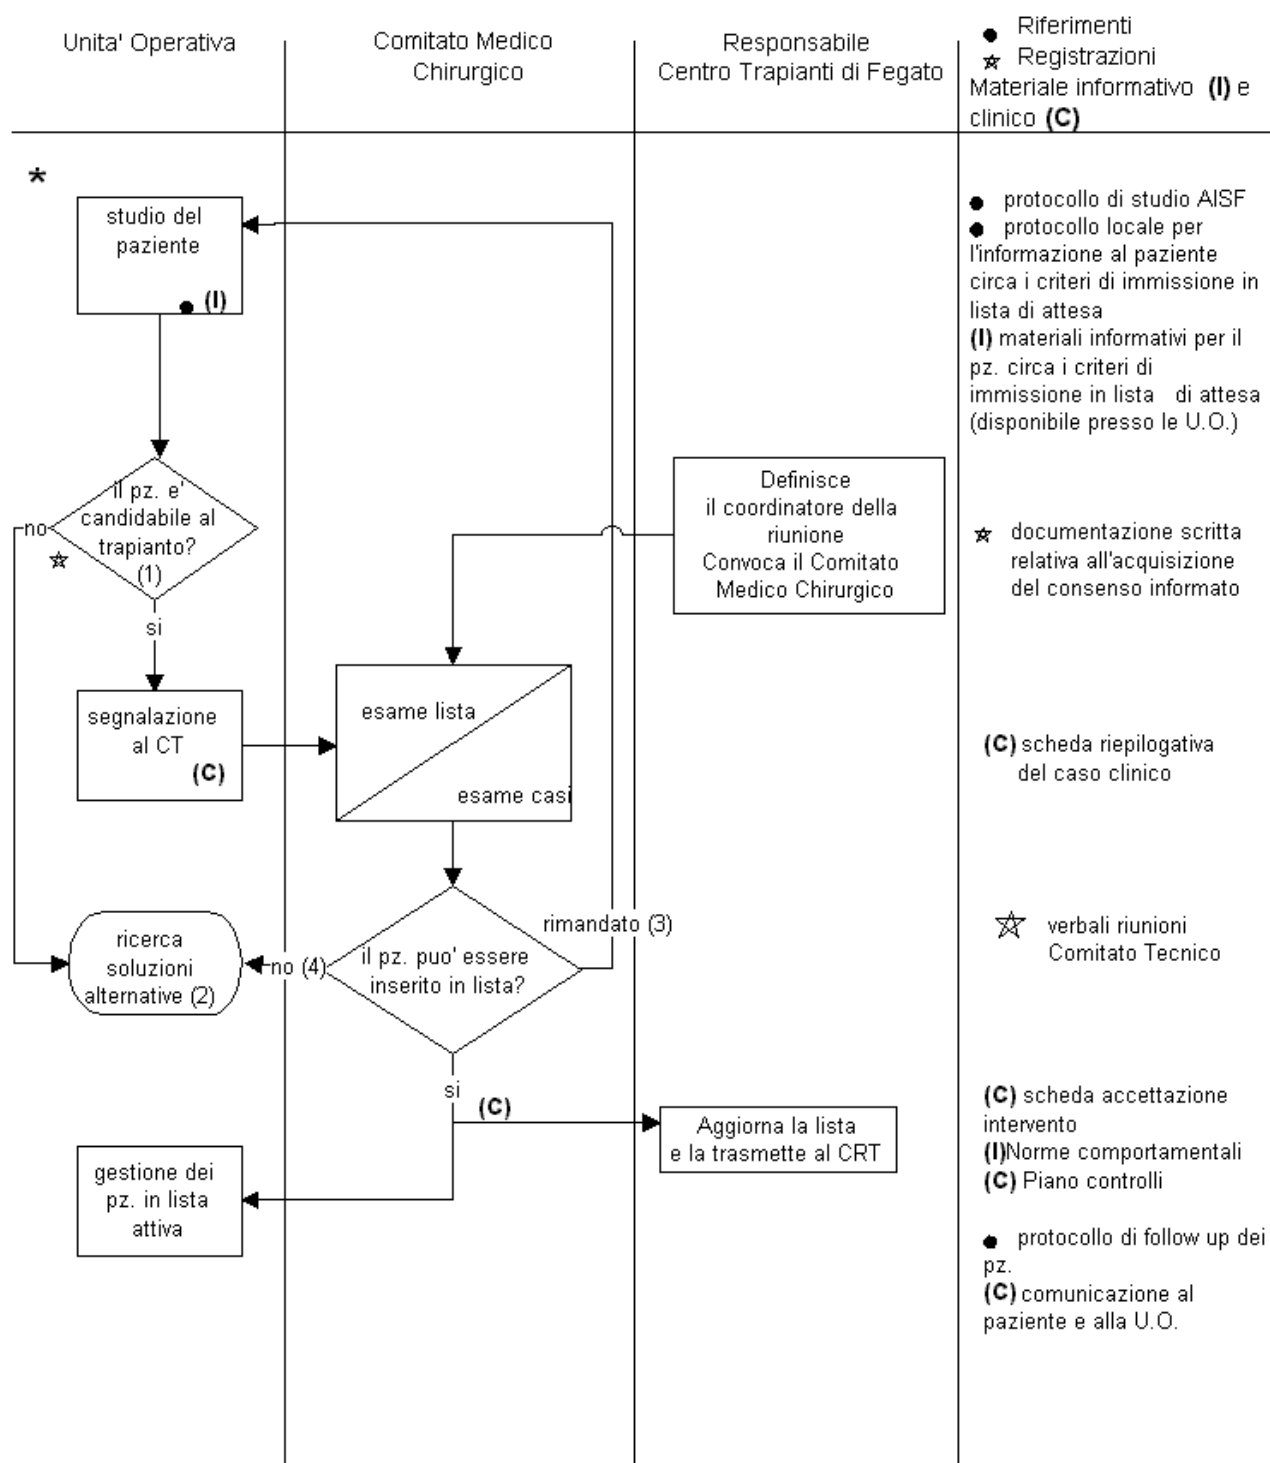 Unita' Operativa
Comitato Medico
Chirurgico
Responsabile
Centro Trapianti di Fegato
Riferimenti
Registrazioni
Materiale informativo (I) e
clinico (C)
*
studio del
paziente
(I)
protocollo di studio AISF
protocollo locale per
l'informazione al paziente
circa i criteri di immissione in
lista di attesa
(I) materiali informativi per il
pz. circa i criteri di
immissione in lista di attesa
(disponibile presso le U.O.)
il pz. e'
candidabile al
trapianto?
(1)
no
si
Definisce
il coordinatore della
riunione
Convoca il Comitato
Medico Chirurgico
documentazione scritta
relativa all'acquisizione
del consenso informato
segnalazione
al CT
(C)
esame lista
esame casi
(C) scheda riepilogativa
del caso clinico
ricerca
soluzioni
alternative (2)
no (4)
il pz. puo' essere
inserito in lista?
rimandato (3)
verbali riunioni
Comitato Tecnico
si
(C)
Aggiorna la lista
e la trasmette al CRT
gestione dei
pz. in lista
attiva
(C) scheda accettazione
intervento
(I)Norme comportamentali
(C) Piano controlli
protocollo di follow up dei
pz.
(C) comunicazione al
paziente e alla U.O.